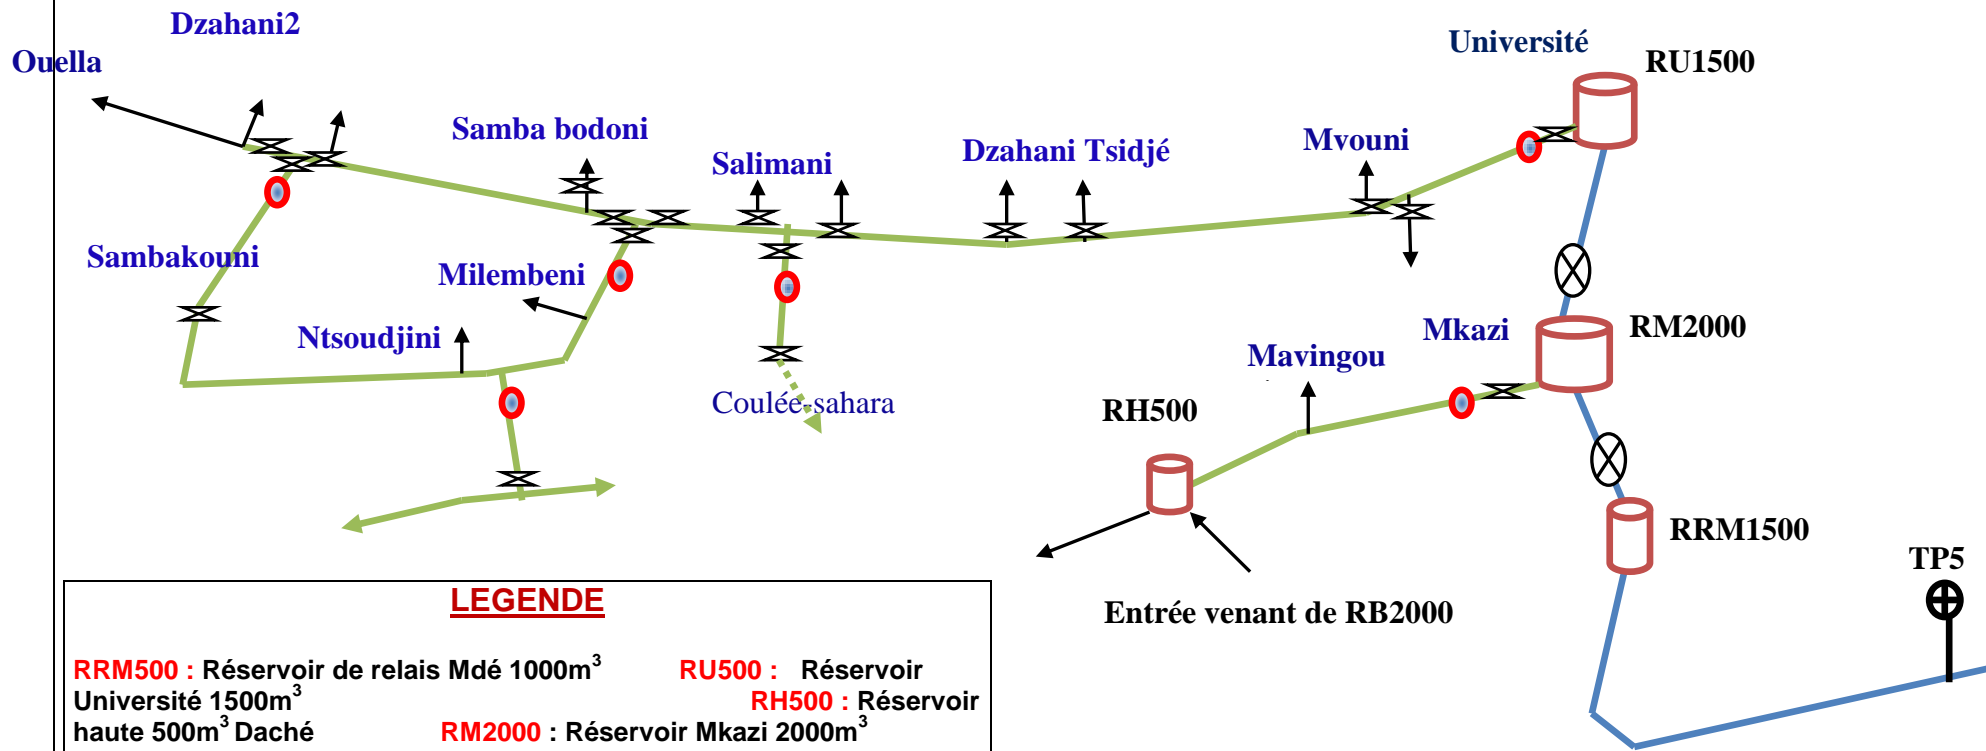 Dzahani2
Ouella
Université
RU1500
Samba bodoni
Salimani
Dzahani Tsidjé
Mvouni
Sambakouni
Milembeni
Ntsoudjini
Coulée-sahara
Mkazi
RM2000
Mavingou
RH500
RRM1500
TP5
Entrée venant de RB2000
LEGENDE
RRM500 : Réservoir de relais Mdé 1000m³ RU500 : Réservoir
Université 1500m³ RH500 : Réservoir
haute 500m³ Daché RM2000 : Réservoir Mkazi 2000m³